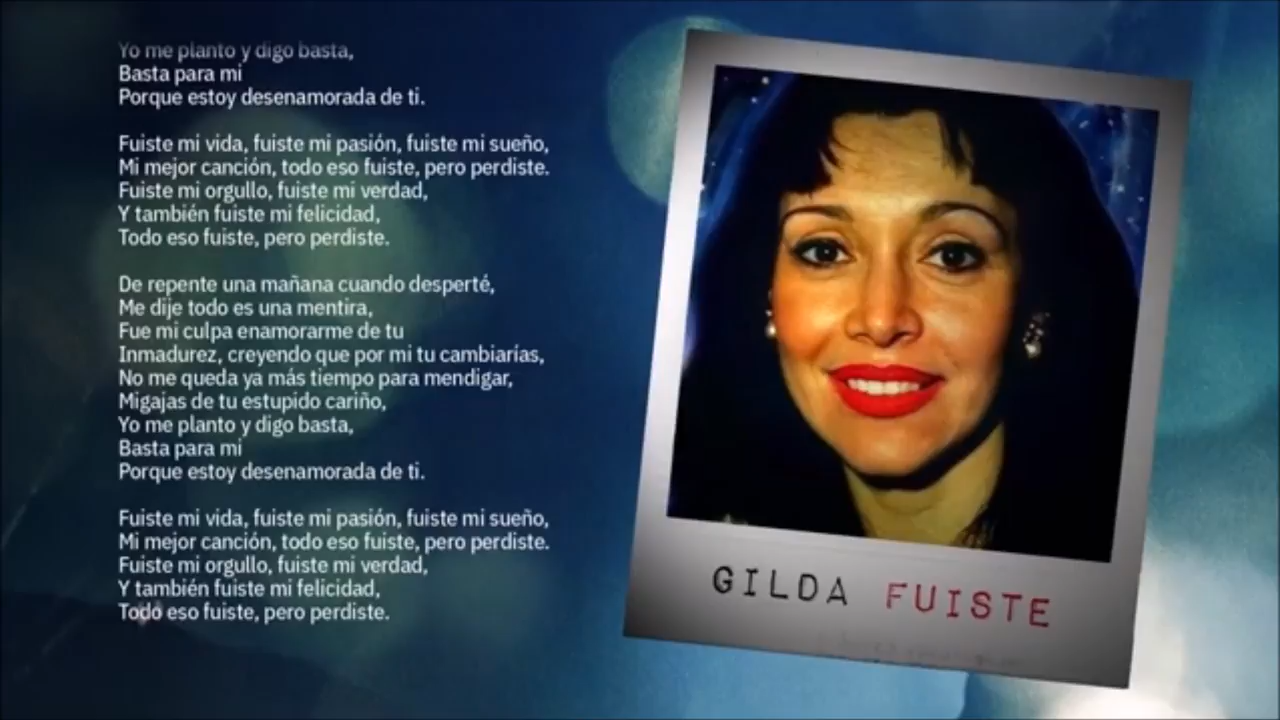 Yo me planto y digo basta,
Basta para mi
Porque estoy desenamorada de ti.
Fuiste mi vida, fuiste mi pasión, fuiste mi sueño,
Mi mejor canción, todo eso fuiste, pero perdiste.
Fuiste mi orgullo, fuiste mi verdad,
Y también fuiste mi felicidad,
Todo eso fuiste, pero perdiste.
De repente una mañana cuando desperté,
Me dije todo es una mentira,
Fue mi culpa enamorarme de tu
Inmadurez, creyendo que por mi tu cambiarías,
No me queda ya más tiempo para mendigar,
Migajas de tu estupido cariño,
Yo me planto y digo basta,
Basta para mi
Porque estoy desenamorada de ti.
Fuiste mi vida, fuiste mi pasión, fuiste mi sueño,
Mi mejor canción, todo eso fuiste, pero perdiste.
Fuiste mi orgullo, fuiste mi verdad,
Y también fuiste mi felicidad,
Todo eso fuiste, pero perdiste.
GILDA FUISTE